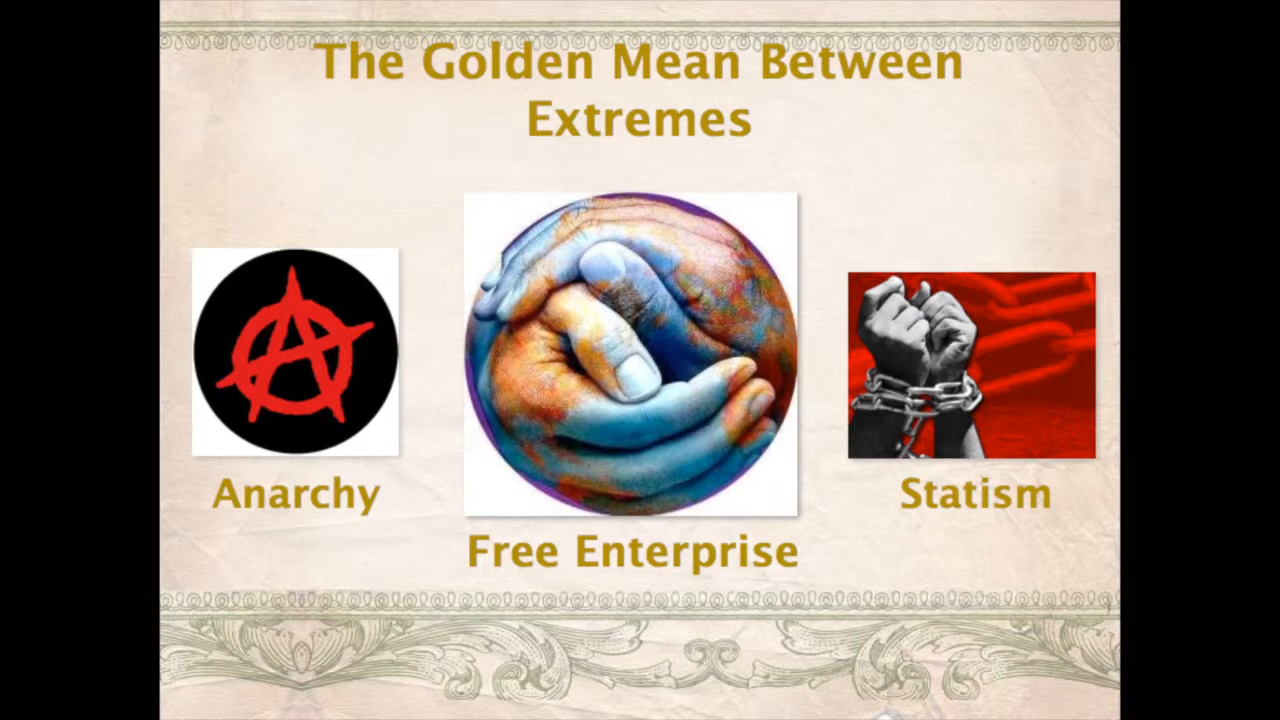 The Golden Mean Between
Extremes
Anarchy
Statism
Free Enterprise